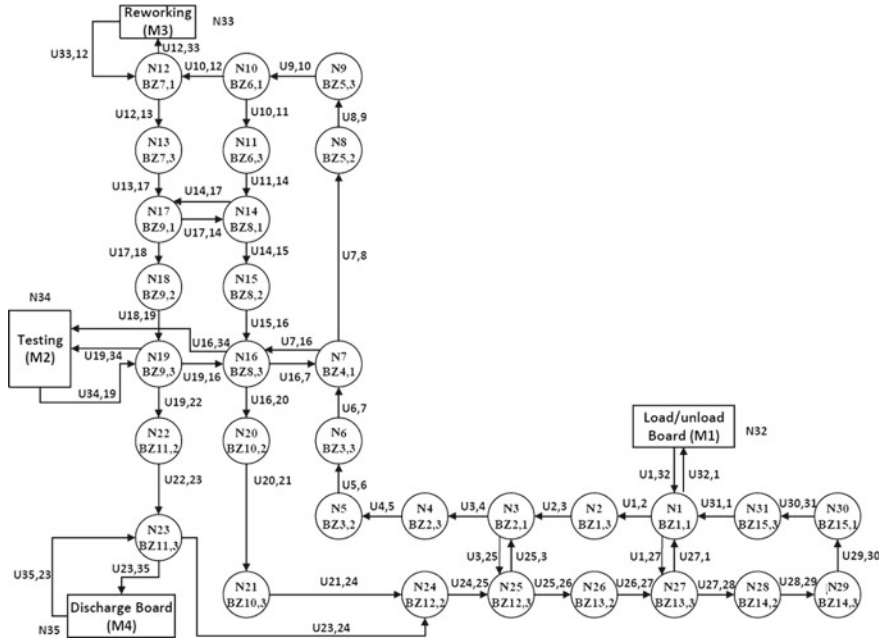 Reworking
(M3)
N33
U33,12
U12,33
N12
BZ7,1
U10,12
N10
BZ6,1
U9,10
N9
BZ5,3
U12,13
U10,11
U8,9
N13
BZ7,3
N11
BZ6,3
N8
BZ5,2
U13,17
U14,17
U11,14
N17
BZ9,1
U17,14
N14
BZ8,1
U17,18
U14,15
U7,8
N18
BZ9,2
N15
BZ8,2
N34
U18,19
U16,34
U15,16
U7,16
Testing
(M2)
U19,34
N19
BZ9,3
U19,16
N16
BZ8,3
U16,7
N7
BZ4,1
U34,19
U19,22
U16,20
U6,7
N22
BZ11,2
N20
BZ10,2
N6
BZ3,3
Load/unload
Board (M1)
N32
U22,23
U20,21
U5,6
U1,32
U32,1
N5
BZ3,2
U4,5
N4
BZ2,3
U3,4
N3
BZ2,1
U2,3
N2
BZ1,3
U1,2
N1
BZ1,1
U31,1
N31
BZ15,3
U30,31
N30
BZ15,1
N23
BZ11,3
U3,25
U25,3
U1,27
U27,1
U29,30
U35,23
U23,35
N21
BZ10,3
U21,24
N24
BZ12,2
U24,25
N25
BZ12,3
U25,26
N26
BZ13,2
U26,27
N27
BZ13,3
U27,28
N28
BZ14,2
U28,29
N29
BZ14,3
Discharge Board
(M4)
N35
U23,24